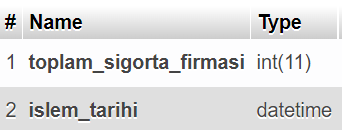 # Name Type
1 toplam_sigorta_firmasi int(11)
2 islem_tarihi datetime